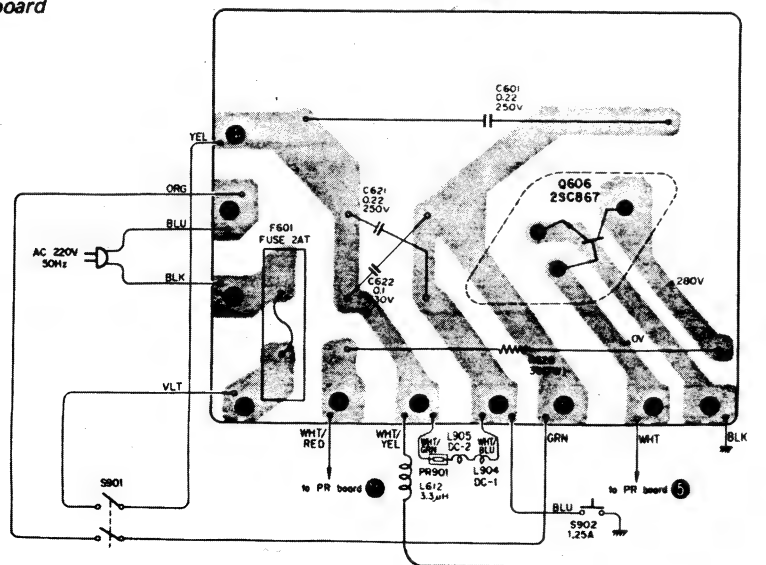 board
C601
0.22
250V
YEL
ORG
BLU
AC 220V
50Hz
BLK
F601
FUSE 2AT
C621
0.22
250V
C622
0.1
Q606
2SC867
280V
0V
VLT
WHT/
RED
WHT/
YEL
WHT/
GRN
L905
DC-2
WHT/
BLU
PR901
L904
DC-1
GRN
WHT
BLK
to PR board
L612
3.3μH
to PR board 5
S901
BLU
S902
1.25A